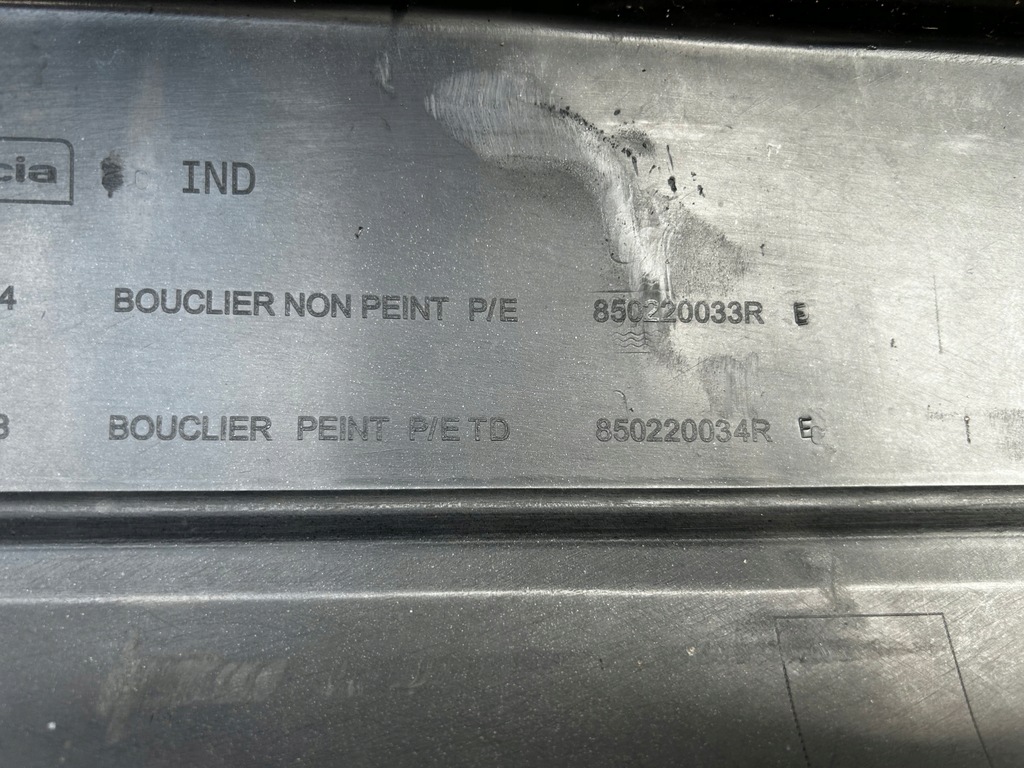 cia IND
4 BOUCLIER NON PEINT P/E 850220033R E
3 BOUCLIER PEINT P/E TD 850220034R E